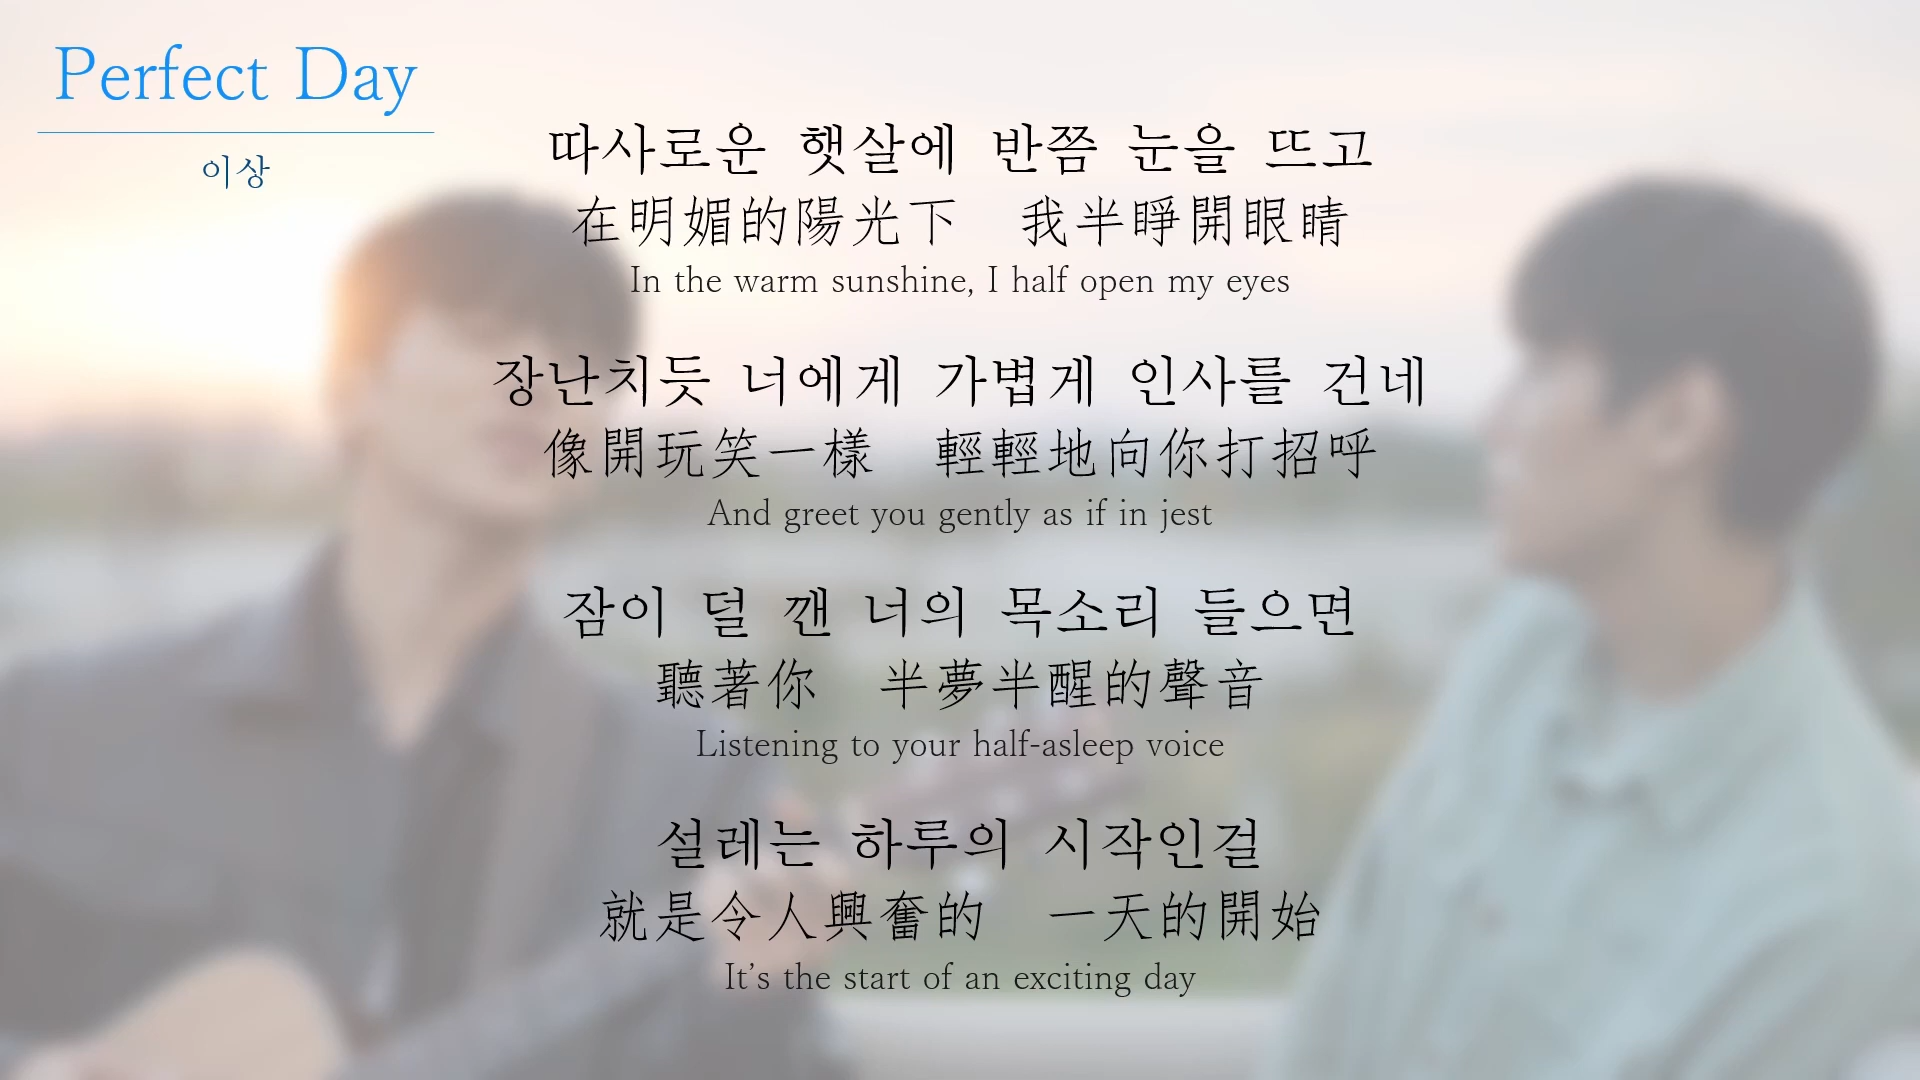 Perfect Day
이상
따사로운 햇살에 반쯤 눈을 뜨고
在明媚的陽光下　我半睜開眼睛
In the warm sunshine, I half open my eyes
장난치듯 너에게 가볍게 인사를 건네
像開玩笑一樣　輕輕地向你打招呼
And greet you gently as if in jest
잠이 덜 깬 너의 목소리 들으면
聽著你　半夢半醒的聲音
Listening to your half-asleep voice
설레는 하루의 시작인걸
就是令人興奮的　一天的開始
It’s the start of an exciting day